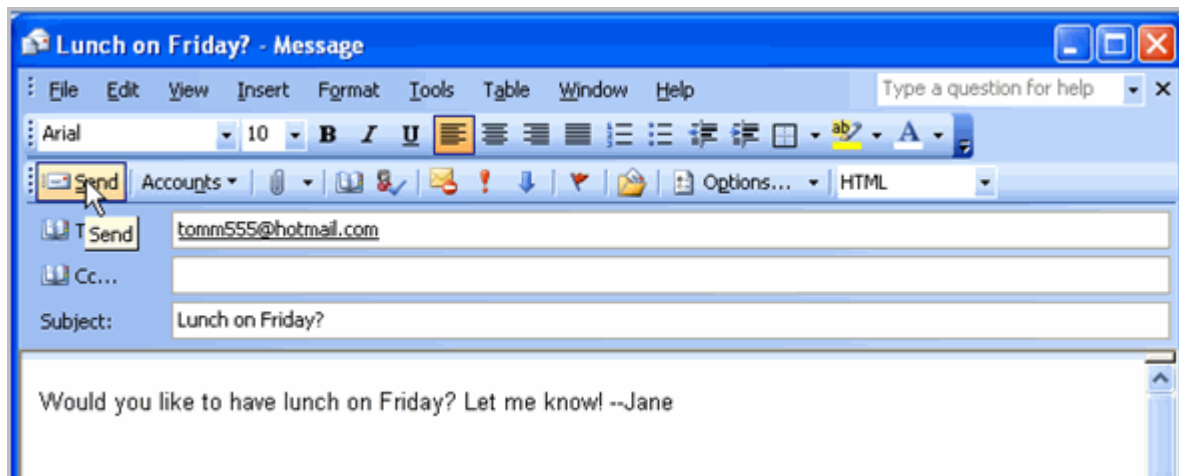 Lunch on Friday? - Message
File Edit View Insert Format Tools Table Window Help Type a question for help
Arial 10 B I U ab A
Send Accounts Options... HTML
Send tomm555@hotmail.com
Cc...
Subject: Lunch on Friday?
Would you like to have lunch on Friday? Let me know! --Jane